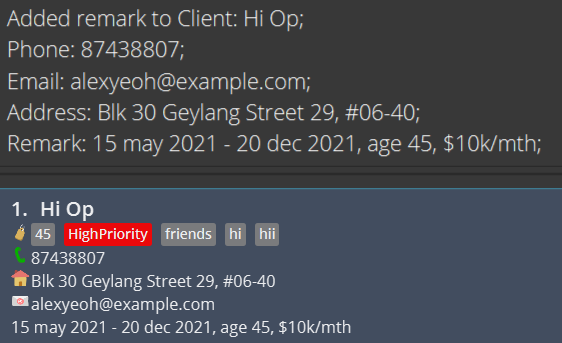 Added remark to Client: Hi Op;
Phone: 87438807;
Email: alexyeoh@example.com;
Address: Blk 30 Geylang Street 29, #06-40;
Remark: 15 may 2021 - 20 dec 2021, age 45, $10k/mth;
1. Hi Op
45 HighPriority friends hi hii
87438807
Blk 30 Geylang Street 29, #06-40
alexyeoh@example.com
15 may 2021 - 20 dec 2021, age 45, $10k/mth